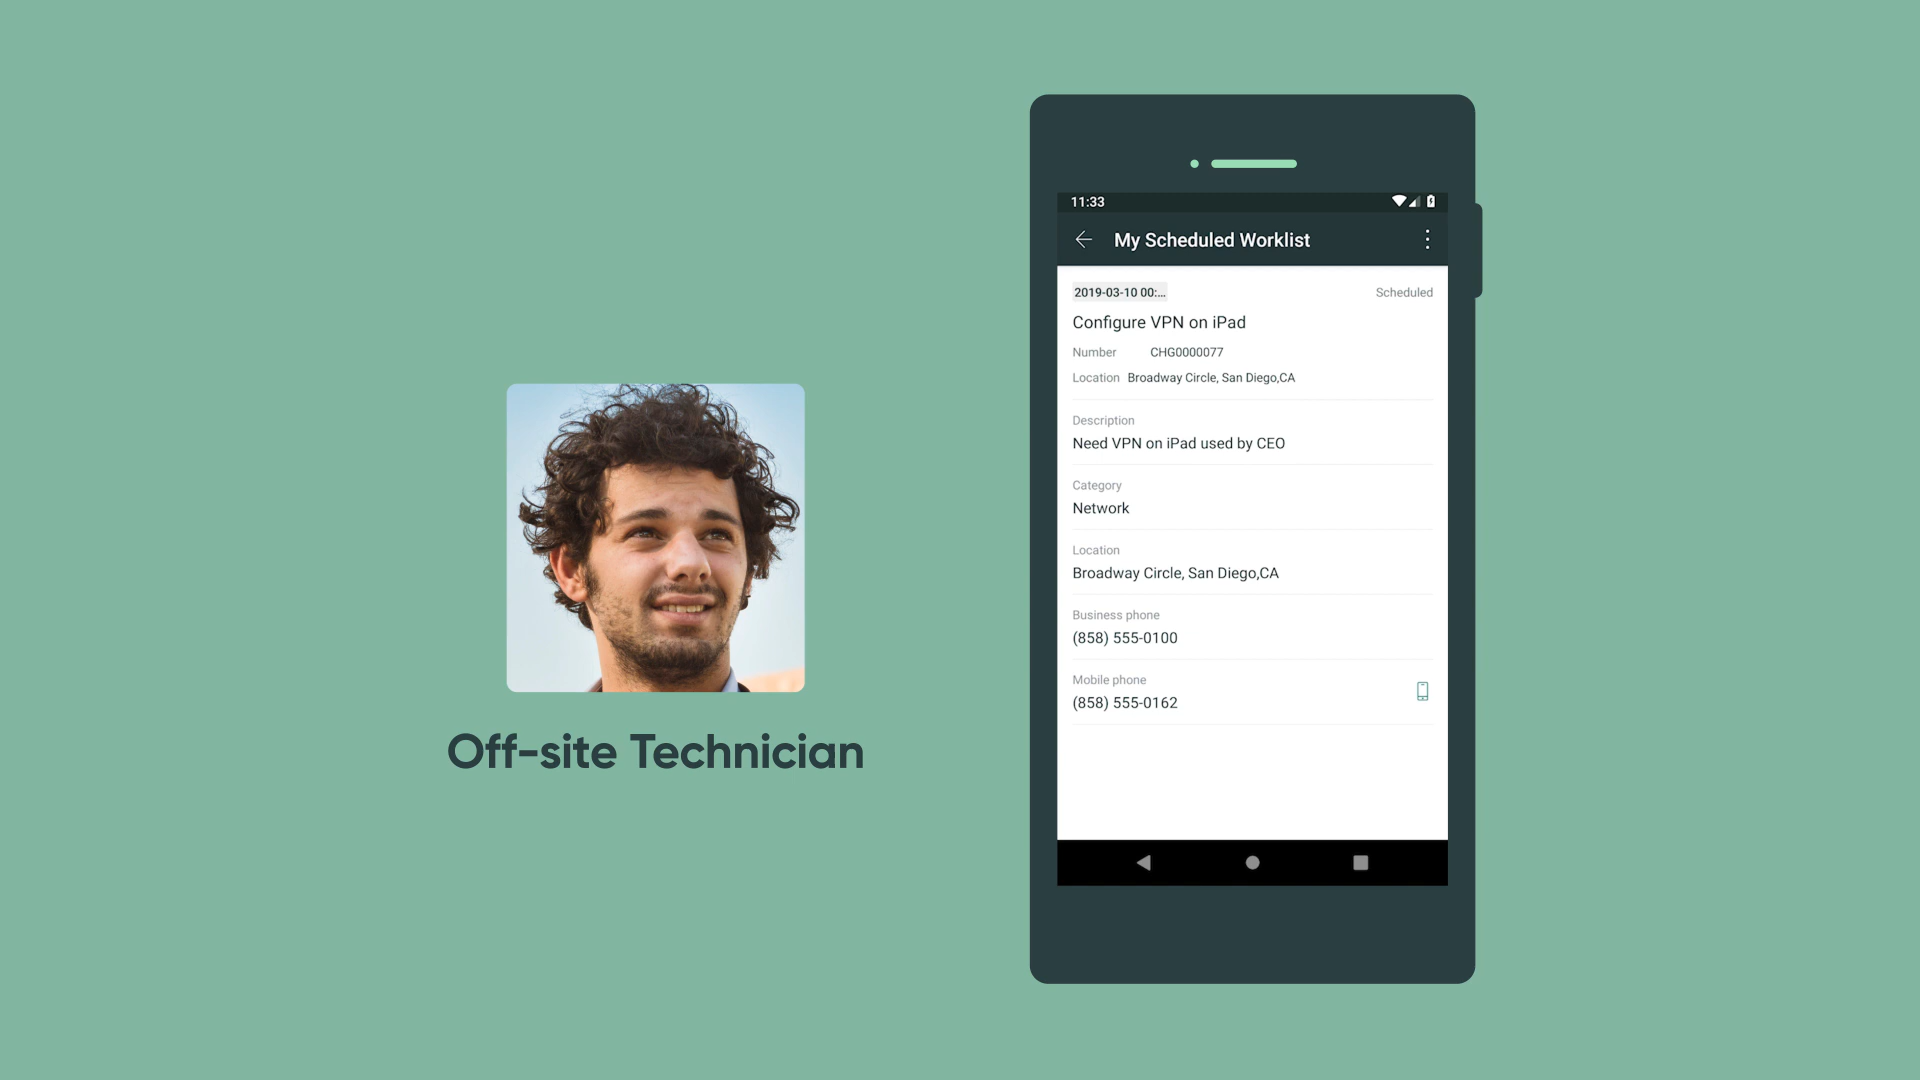 Off-site Technician
11:33
My Scheduled Worklist
2019-03-10 00:... Scheduled
Configure VPN on iPad
Number CHG0000077
Location Broadway Circle, San Diego,CA
Description
Need VPN on iPad used by CEO
Category
Network
Location
Broadway Circle, San Diego,CA
Business phone
(858) 555-0100
Mobile phone
(858) 555-0162